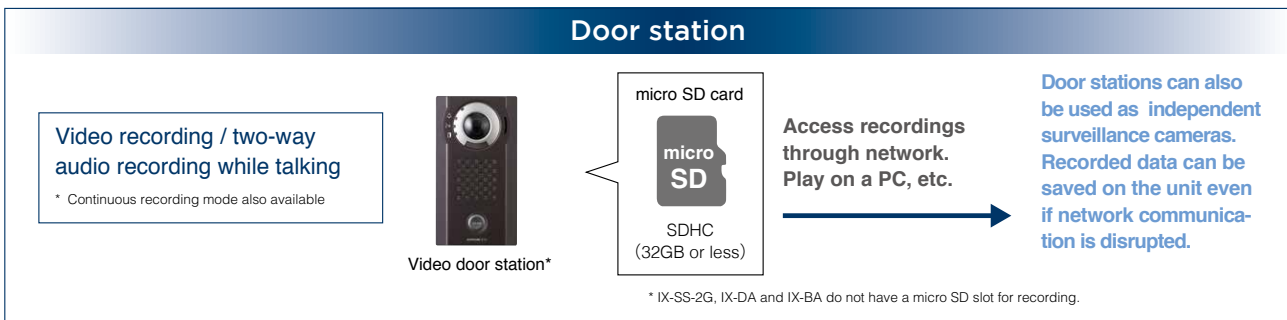 Door station
Video recording / two-way
audio recording while talking
* Continuous recording mode also available
Video door station*
micro SD card
micro
SD
SDHC
(32GB or less)
Access recordings
through network.
Play on a PC, etc.
Door stations can also
be used as independent
surveillance cameras.
Recorded data can be
saved on the unit even
if network communica-
tion is disrupted.
* IX-SS-2G, IX-DA and IX-BA do not have a micro SD slot for recording.